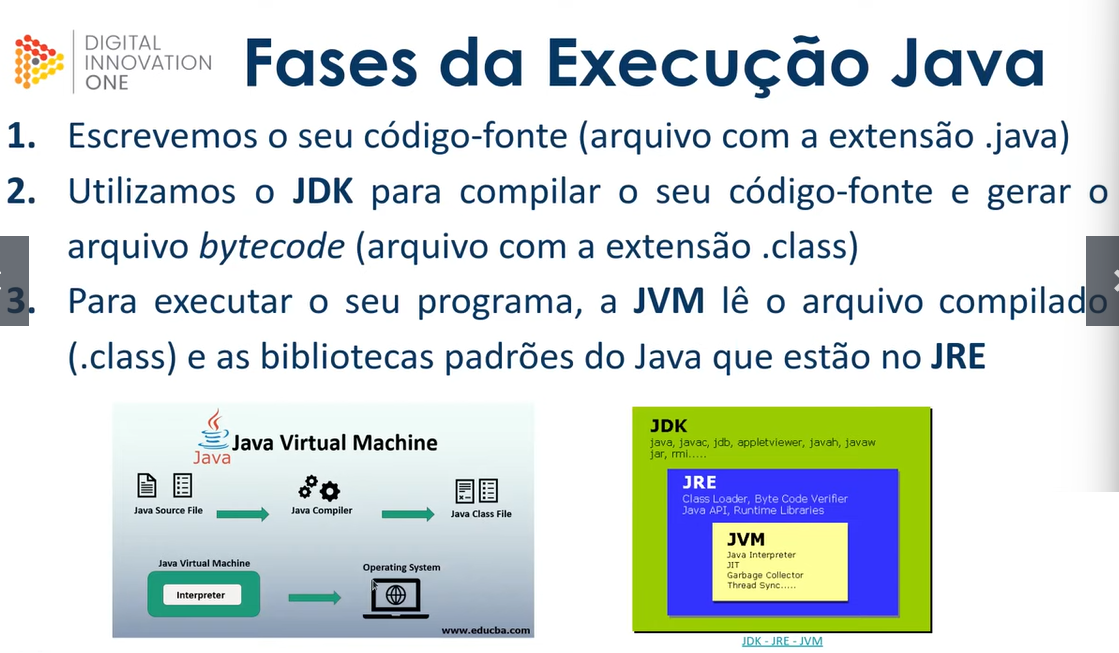 DIGITAL
INNOVATION
ONE
Fases da Execução Java
1. Escrevemos o seu código-fonte (arquivo com a extensão .java)
2. Utilizamos o JDK para compilar o seu código-fonte e gerar o
arquivo bytecode (arquivo com a extensão .class)
3. Para executar o seu programa, a JVM lê o arquivo compilado
(.class) e as bibliotecas padrões do Java que estão no JRE
Java
Java Virtual Machine
Java Source File
Java Compiler
Java Class File
Java Virtual Machine
Interpreter
Operating System
www.educba.com
JDK
java, javac, jdb, appletviewer, javah, javaw
jar, rmi.....
JRE
Class Loader, Byte Code Verifier
Java API, Runtime Libraries
JVM
Java Interpreter
JIT
Garbage Collector
Thread Sync.....
JDK - JRE - JVM